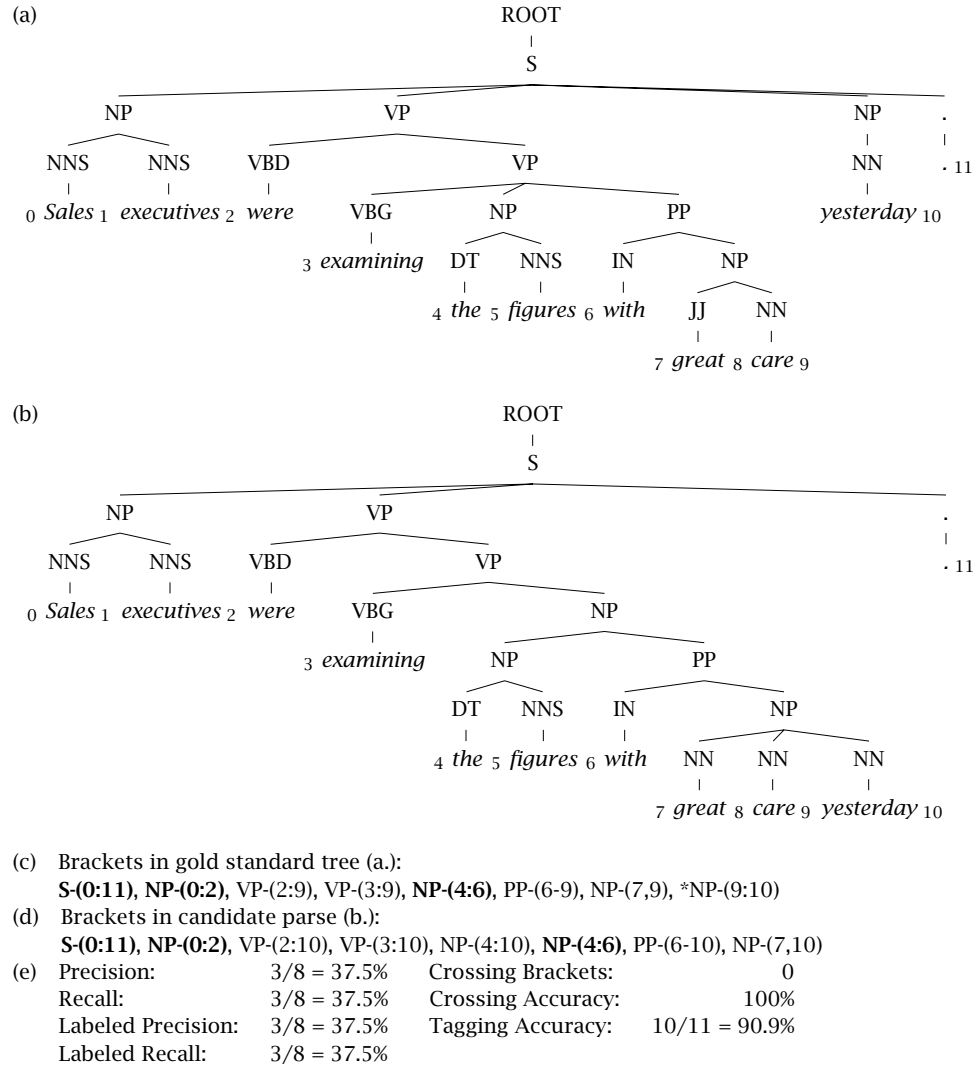 (a) ROOT
S
NP VP NP .
NNS NNS VBD VP NN . 11
0 Sales 1 executives 2 were VBG NP PP yesterday 10
3 examining DT NNS IN NP
4 the 5 figures 6 with JJ NN
7 great 8 care 9
(b) ROOT
S
NP VP .
NNS NNS VBD VP . 11
0 Sales 1 executives 2 were VBG NP
3 examining NP PP
DT NNS IN NP
4 the 5 figures 6 with NN NN NN
7 great 8 care 9 yesterday 10
(c) Brackets in gold standard tree (a.):
S-(0:11), NP-(0:2), VP-(2:9), VP-(3:9), NP-(4:6), PP-(6-9), NP-(7,9), *NP-(9:10)
(d) Brackets in candidate parse (b.):
S-(0:11), NP-(0:2), VP-(2:10), VP-(3:10), NP-(4:10), NP-(4:6), PP-(6-10), NP-(7,10)
(e) Precision: 3/8 = 37.5% Crossing Brackets: 0
Recall: 3/8 = 37.5% Crossing Accuracy: 100%
Labeled Precision: 3/8 = 37.5% Tagging Accuracy: 10/11 = 90.9%
Labeled Recall: 3/8 = 37.5%